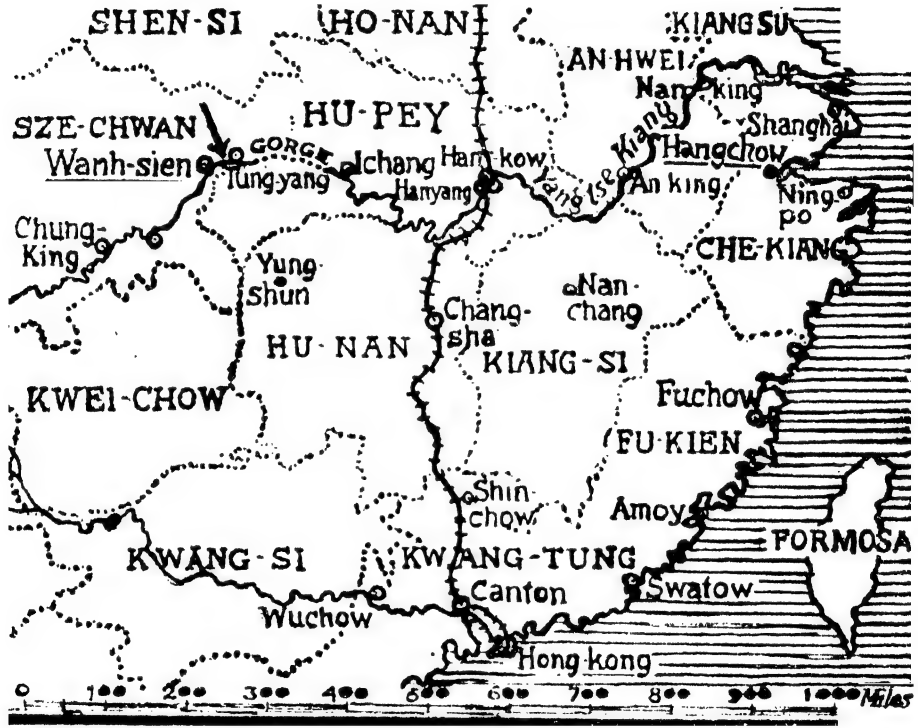 SHEN-SI
HO-NAN
KIANGSU
AN-HWEI
Nan-king
HU-PEY
SZE-CHWAN
Shanghai
GORGE
Hangchow
Wanh-sien
Ichang
Han-kow
Yang tse Kiang
Tung-yang
Hanyang
An king
Ning-
po
Chung-
King
CHE-KIANG
Yung
Shun
Nan-
chang
Chang-
sha
HU-NAN
KIANG-SI
KWEI-CHOW
Fuchow
FU-KIEN
Shin-
chow
Amoy
FORMOSA
KWANG-SI
KWANG-TUNG
Canton
Swatow
Wuchow
Hong-kong
0 100 200 300 400 500 600 700 800 900 1000 Miles